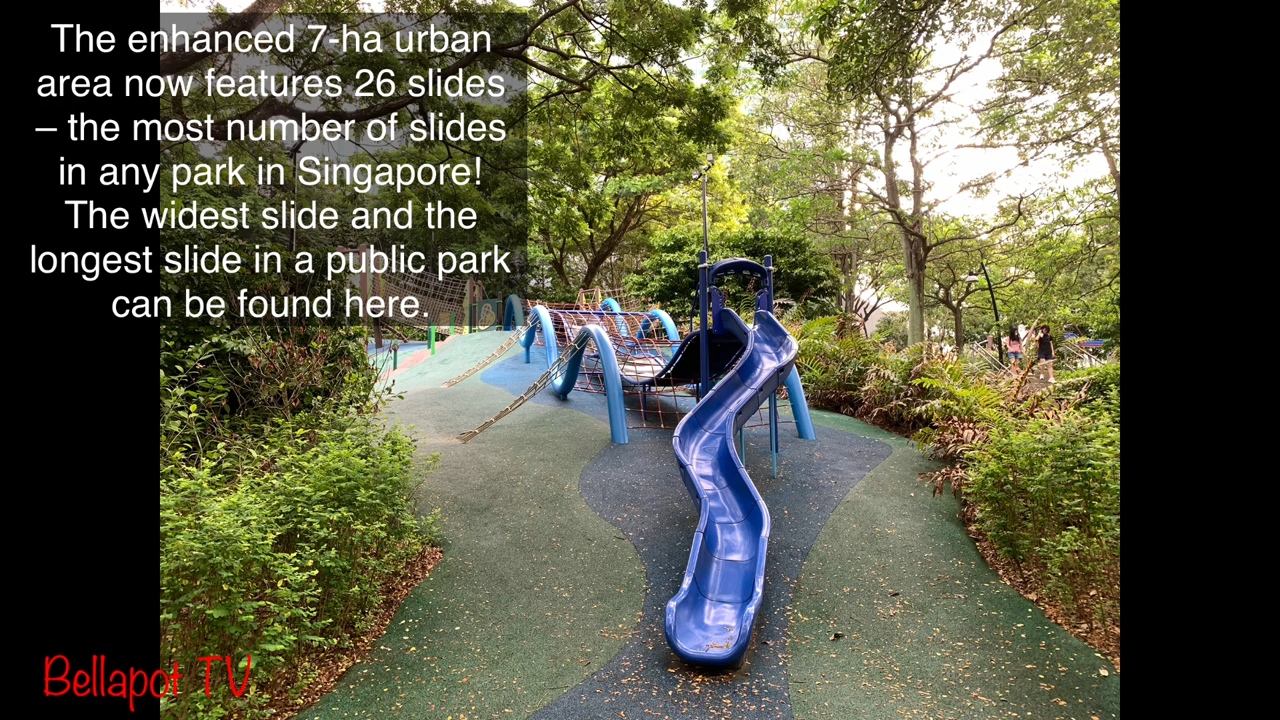 The enhanced 7-ha urban
area now features 26 slides
– the most number of slides
in any park in Singapore!
The widest slide and the
longest slide in a public park
can be found here.
Bellapot TV